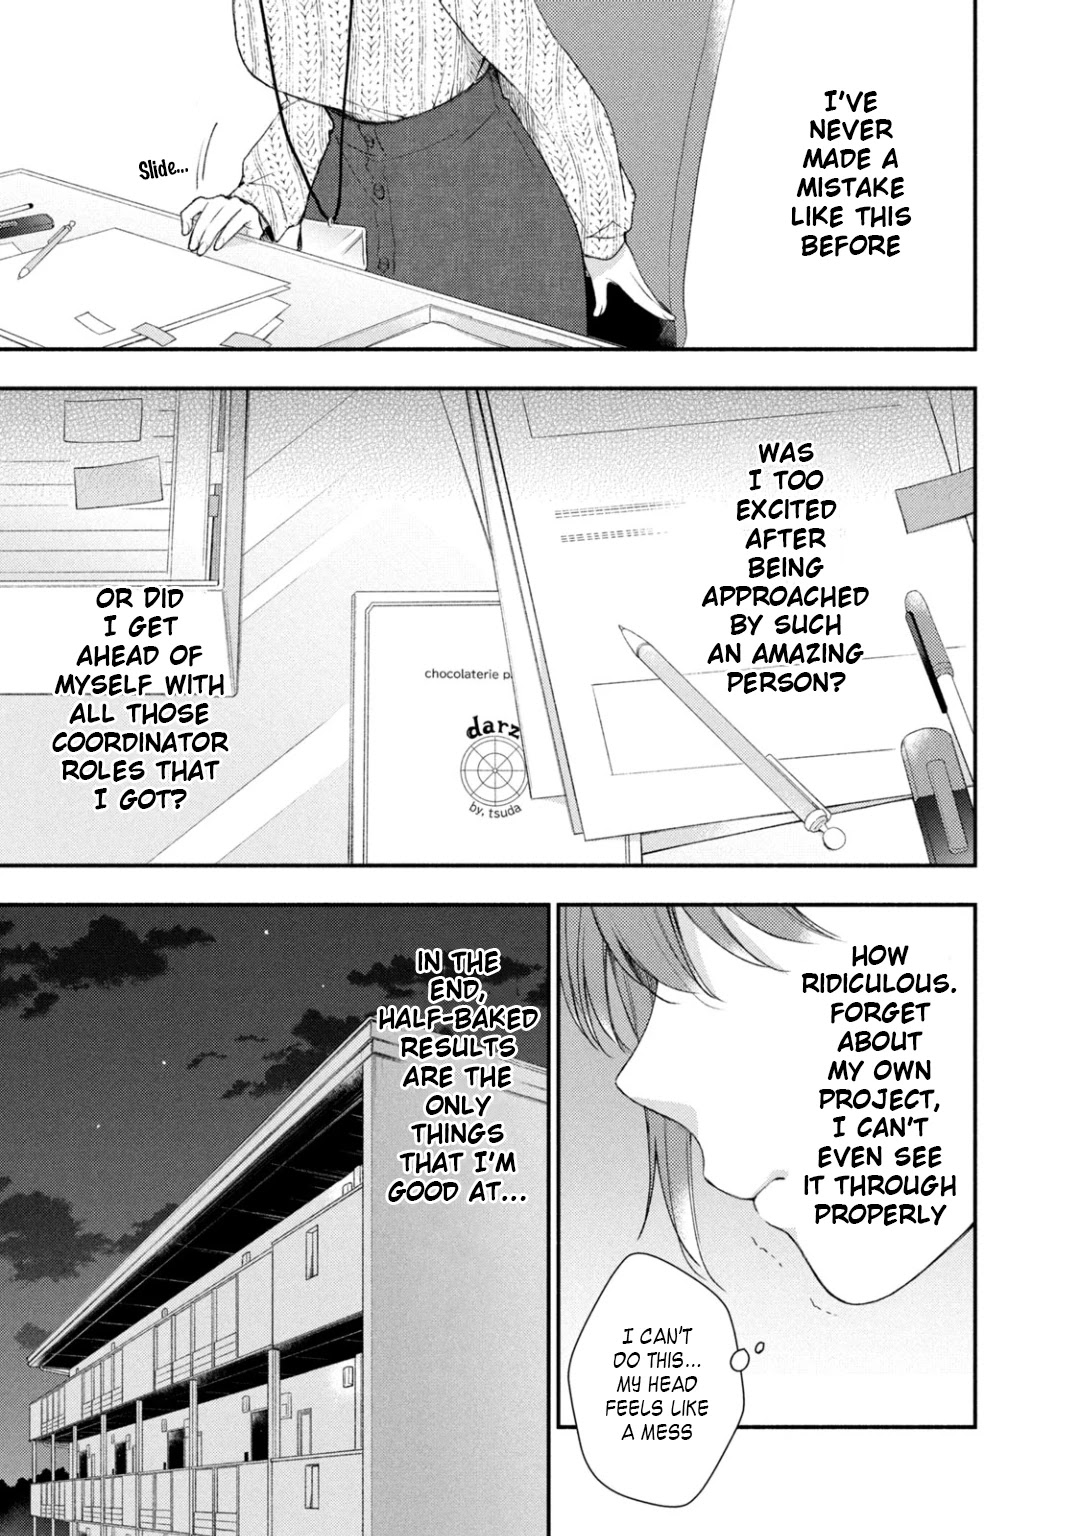 I'VE
NEVER
MADE A
MISTAKE
LIKE THIS
BEFORE
Slide...
WAS
I TOO
EXCITED
AFTER
BEING
APPROACHED
BY SUCH
AN AMAZING
PERSON?
OR DID
I GET
AHEAD OF
MYSELF WITH
ALL THOSE
COORDINATOR
ROLES THAT
I GOT?
chocolaterie pa
darz
by, tsuda
HOW
RIDICULOUS.
FORGET
ABOUT
MY OWN
PROJECT,
I CAN'T
EVEN SEE
IT THROUGH
PROPERLY
I CAN'T
DO THIS...
MY HEAD
FEELS LIKE
A MESS
IN THE
END,
HALF-BAKED
RESULTS
ARE THE
ONLY
THINGS
THAT I'M
GOOD AT...